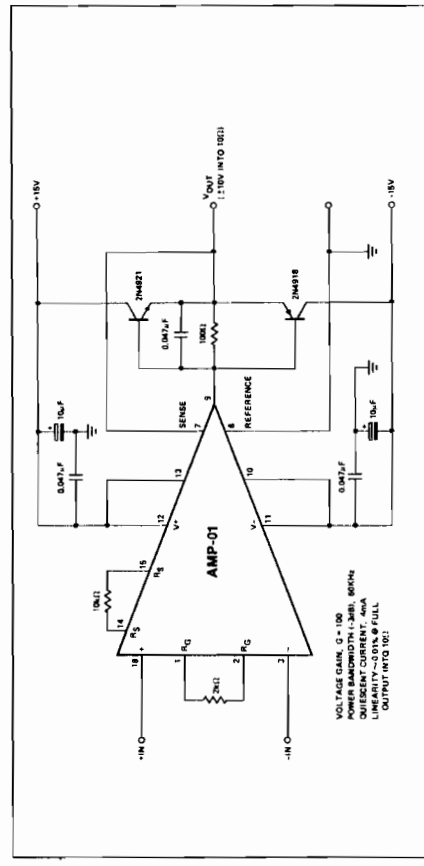 +15V
10μF
+
0.047μF
SENSE
7
13
12
V+
10kΩ
15
RS
14
RS
2N4921
0.047μF
100Ω
9
VOUT
(±10V INTO 10Ω)
2N4918
AMP-01
8
REFERENCE
10
V-
11
0.047μF
10μF
+
-15V
+IN
18
+
1
RG
2kΩ
2
RG
3
-
-IN
VOLTAGE GAIN, G = 100
POWER BANDWIDTH (-3dB), 60KHz
QUIESCENT CURRENT, 4mA
LINEARITY ~0.01% @ FULL
OUTPUT INTO 10Ω